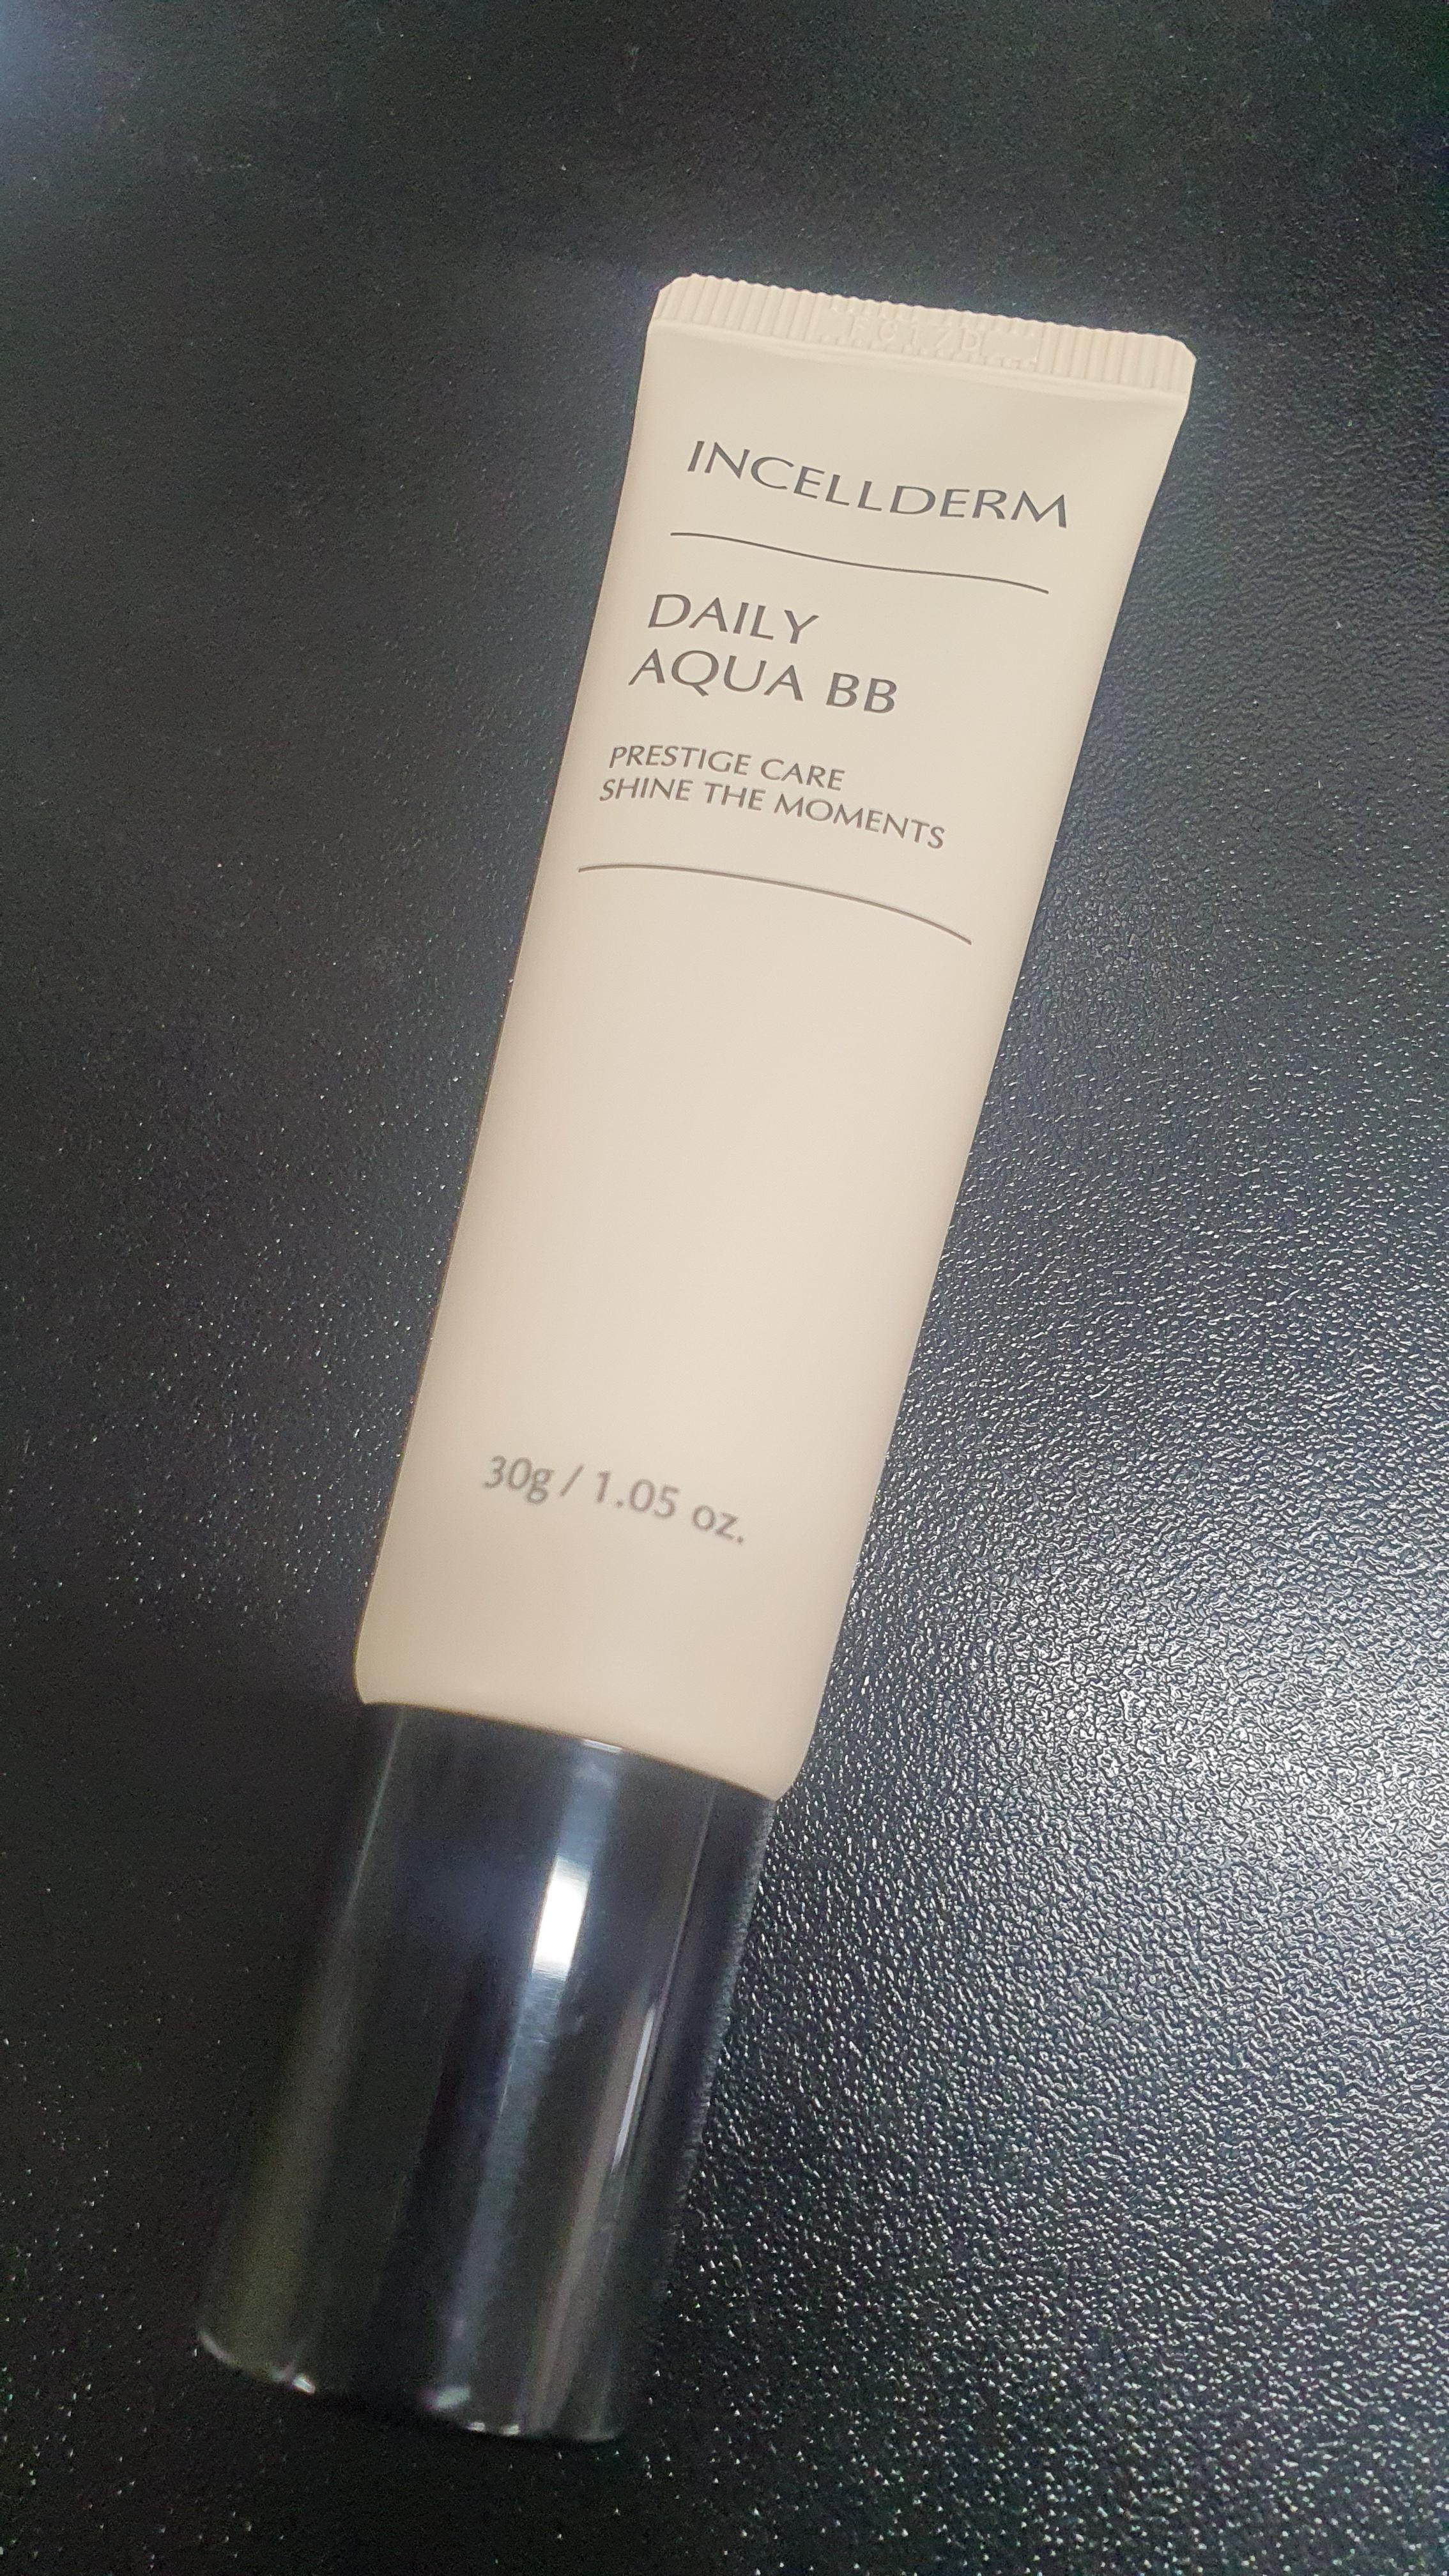 INCELLDERM
DAILY
AQUA BB
PRESTIGE CARE
SHINE THE MOMENTS
30g / 1.05 oz.